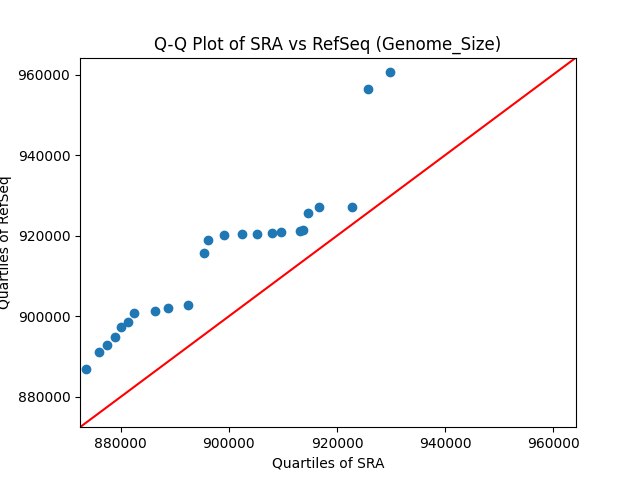 Q-Q Plot of SRA vs RefSeq (Genome_Size)
960000
940000
920000
900000
880000
Quartiles of RefSeq
880000 900000 920000 940000 960000
Quartiles of SRA